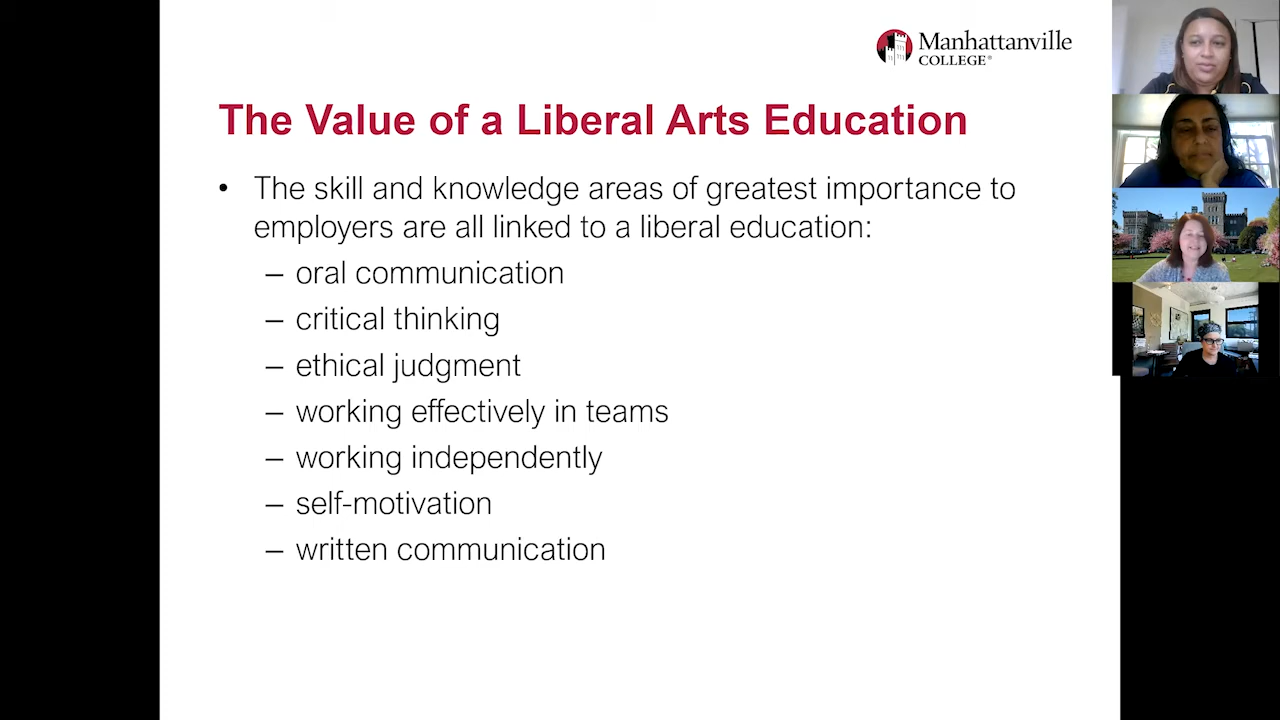 Manhattanville
COLLEGE®
The Value of a Liberal Arts Education
• The skill and knowledge areas of greatest importance to
employers are all linked to a liberal education:
– oral communication
– critical thinking
– ethical judgment
– working effectively in teams
– working independently
– self-motivation
– written communication